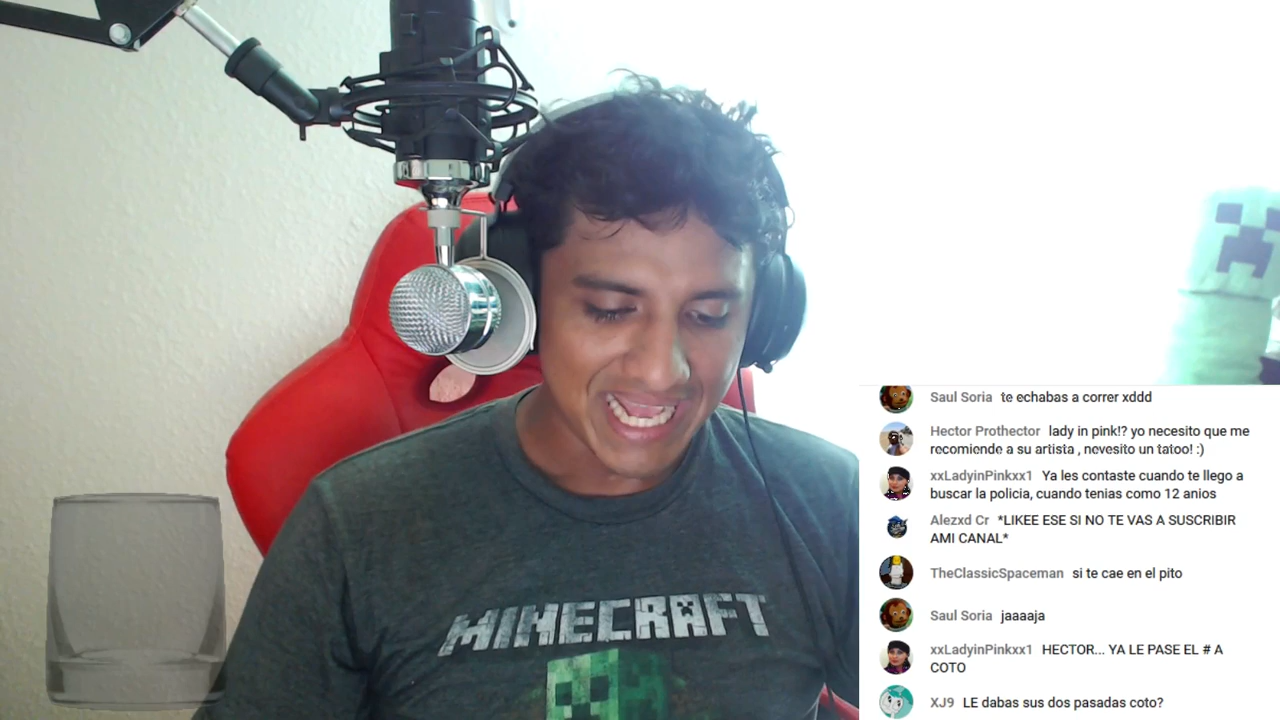 MINECRAFT
Saul Soria te echabas a correr xddd
Hector Prothector lady in pink!? yo necesito que me
recomiende a su artista , nevesito un tatoo! :)
xxLadyinPinkxx1 Ya les contaste cuando te llego a
buscar la policia, cuando tenias como 12 anios
Alezxd Cr *LIKEE ESE SI NO TE VAS A SUSCRIBIR
AMI CANAL*
TheClassicSpaceman si te cae en el pito
Saul Soria jaaaaja
xxLadyinPinkxx1 HECTOR... YA LE PASE EL # A
COTO
XJ9 LE dabas sus dos pasadas coto?